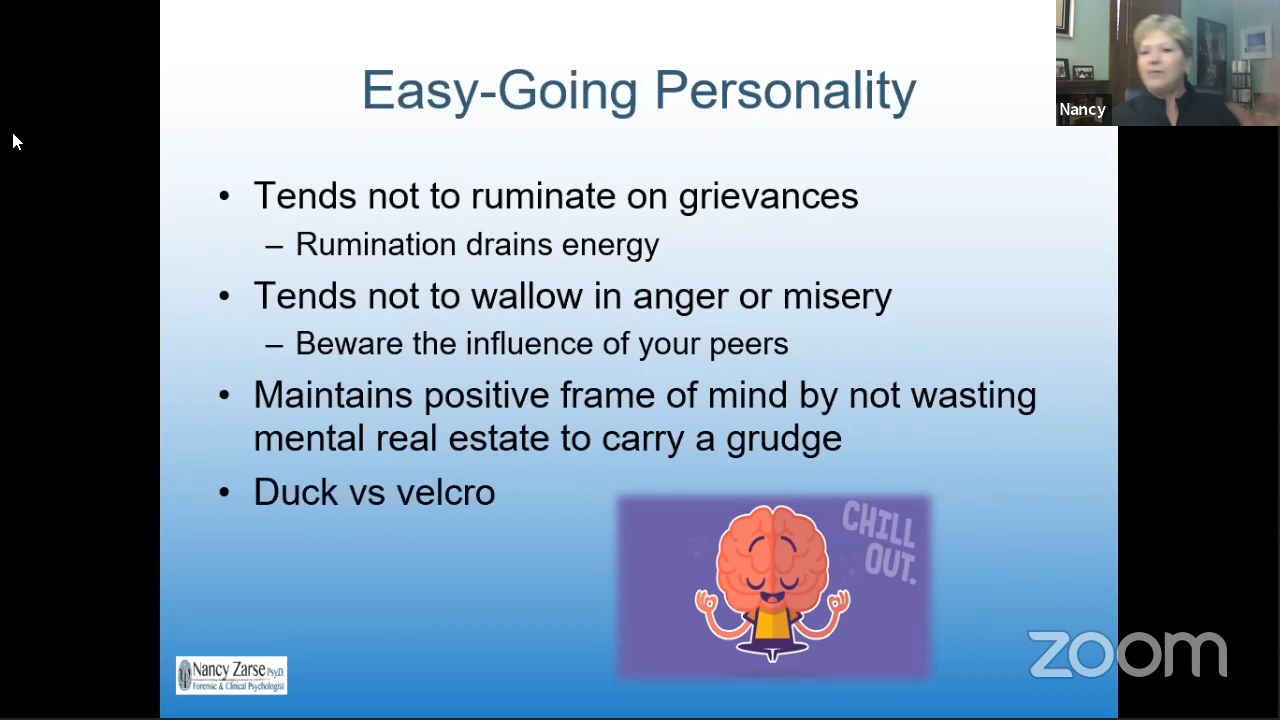 Easy-Going Personality
Nancy
• Tends not to ruminate on grievances
– Rumination drains energy
• Tends not to wallow in anger or misery
– Beware the influence of your peers
• Maintains positive frame of mind by not wasting
mental real estate to carry a grudge
• Duck vs velcro
CHILL
OUT.
Nancy Zarse Psy.D.
Forensic & Clinical Psychologist
zoom